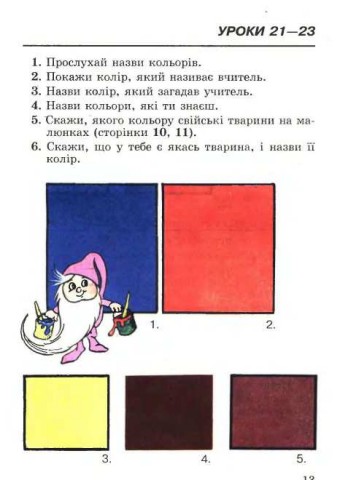 УРОКИ 21—23
1. Прослухай назви кольорів.
2. Покажи колір, який називає вчитель.
3. Назви колір, який загадав учитель.
4. Назви кольори, які ти знаєш.
5. Скажи, якого кольору свійські тварини на ма-
люнках (сторінки 10, 11).
6. Скажи, що у тебе є якась тварина, і назви її
колір.
1.
2.
3.
4.
5.
13